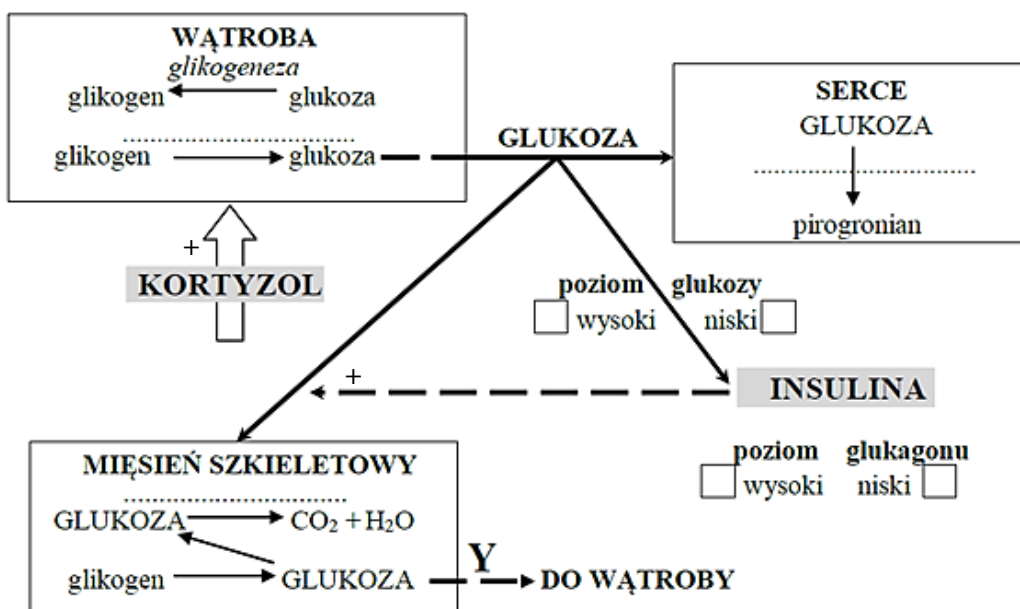 WĄTROBA
glikogeneza
glikogen glukoza
glikogen glukoza
GLUKOZA
SERCE
GLUKOZA
pirogronian
+
KORTYZOL
poziom glukozy
wysoki niski
+
INSULINA
poziom glukagonu
wysoki niski
MIĘSIEŃ SZKIELETOWY
GLUKOZA CO₂ + H₂O
glikogen GLUKOZA
Y
DO WĄTROBY